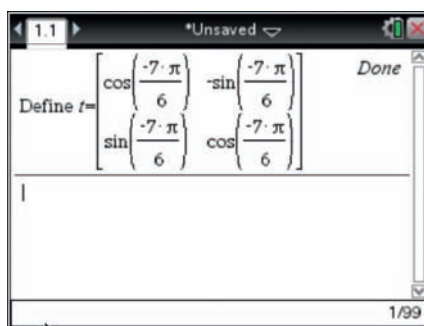 1.1 *Unsaved
Define t=[cos(-7·π/6) -sin(-7·π/6)
sin(-7·π/6) cos(-7·π/6)] Done
1/99